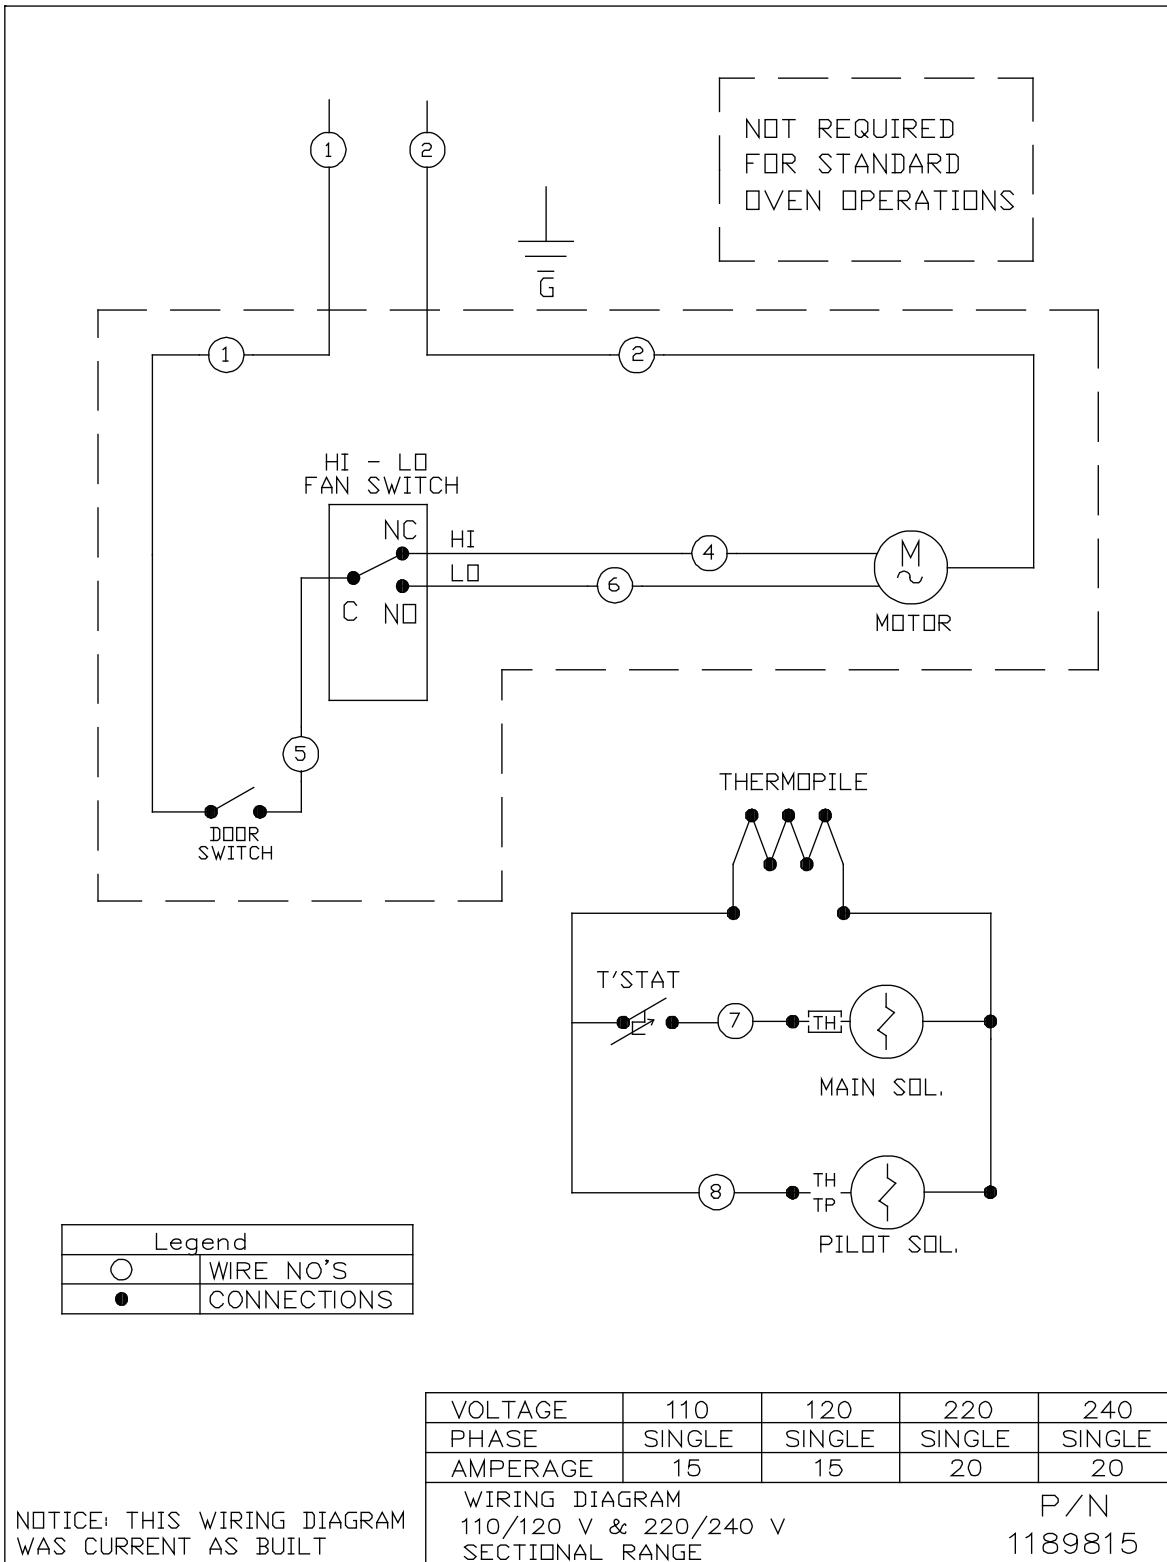 1
2
NOT REQUIRED
FOR STANDARD
OVEN OPERATIONS
G
1
2
HI - LO
FAN SWITCH
NC
HI
4
M
LO
6
C
NO
MOTOR
5
DOOR
SWITCH
THERMOPILE
T'STAT
7
TH
MAIN SOL.
8
TH
TP
PILOT SOL.
Legend
WIRE NO'S
CONNECTIONS
VOLTAGE 110 120 220 240
PHASE SINGLE SINGLE SINGLE SINGLE
AMPERAGE 15 15 20 20
WIRING DIAGRAM
110/120 V & 220/240 V
SECTIONAL RANGE
P/N
1189815
NOTICE: THIS WIRING DIAGRAM
WAS CURRENT AS BUILT